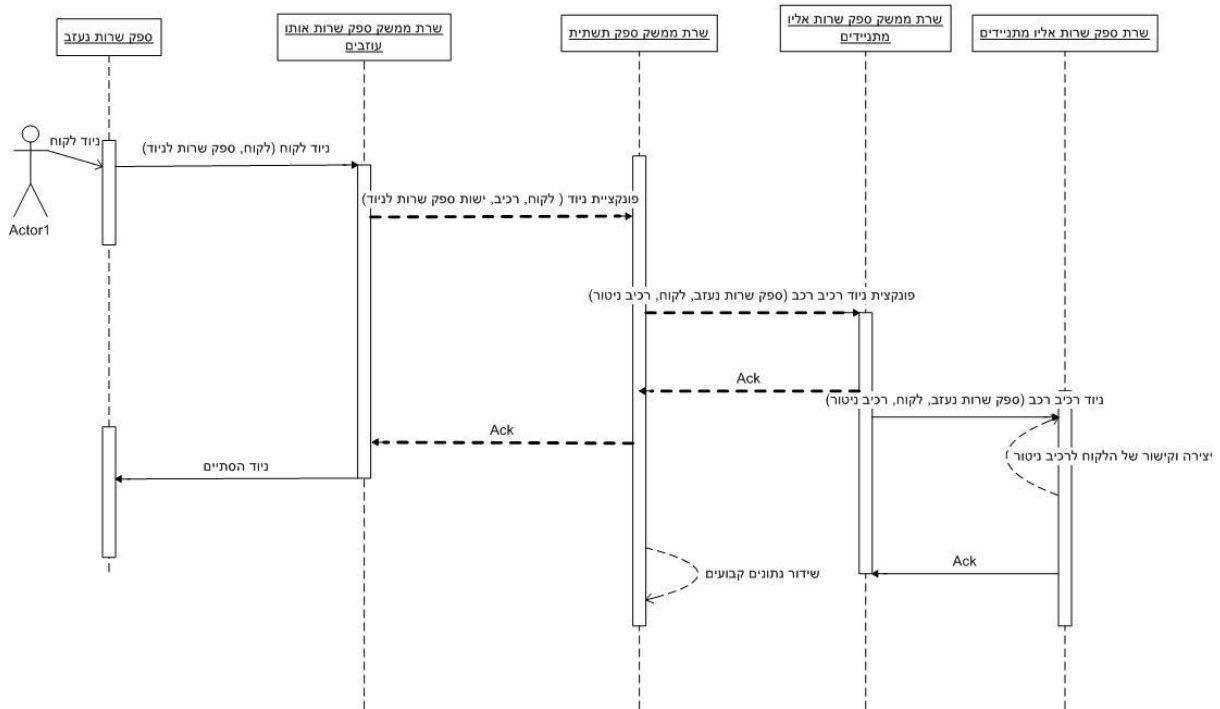 ספק שרות נעזב
שרת ממשק ספק שרות אותו
עוזבים
שרת ממשק ספק תשתית
שרת ממשק ספק שרות אליו
מתניידים
שרת ספק שרות אליו מתניידים
ניוד לקוח
Actor1
ניוד לקוח (לקוח, ספק שרות לניוד)
פונקציית ניוד ( לקוח, רכיב, ישות ספק שרות לניוד)
פונקצית ניוד רכיב רכב (ספק שרות נעזב, לקוח, רכיב ניטור)
Ack
ניוד רכיב רכב (ספק שרות נעזב, לקוח, רכיב ניטור)
Ack
יצירה וקישור של הלקוח לרכיב ניטור
ניוד הסתיים
Ack
שידור נתונים קבועים